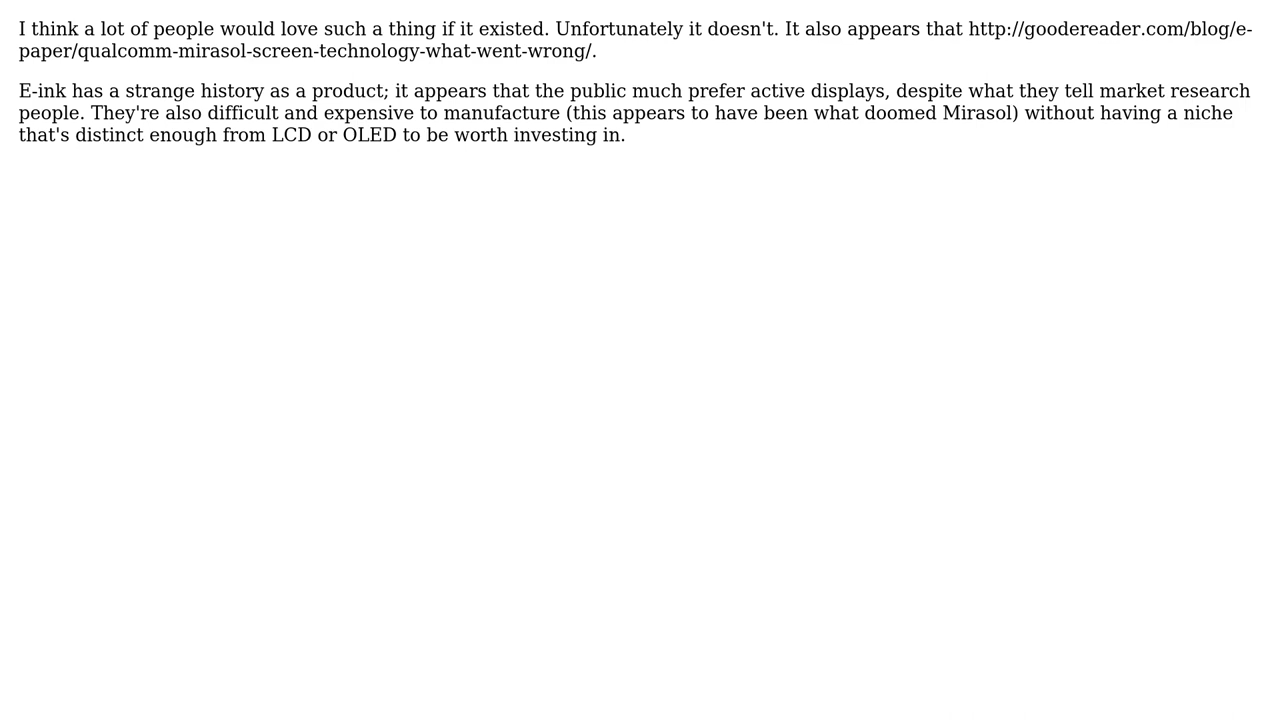 I think a lot of people would love such a thing if it existed. Unfortunately it doesn't. It also appears that http://goodereader.com/blog/e-
paper/qualcomm-mirasol-screen-technology-what-went-wrong/.
E-ink has a strange history as a product; it appears that the public much prefer active displays, despite what they tell market research
people. They're also difficult and expensive to manufacture (this appears to have been what doomed Mirasol) without having a niche
that's distinct enough from LCD or OLED to be worth investing in.